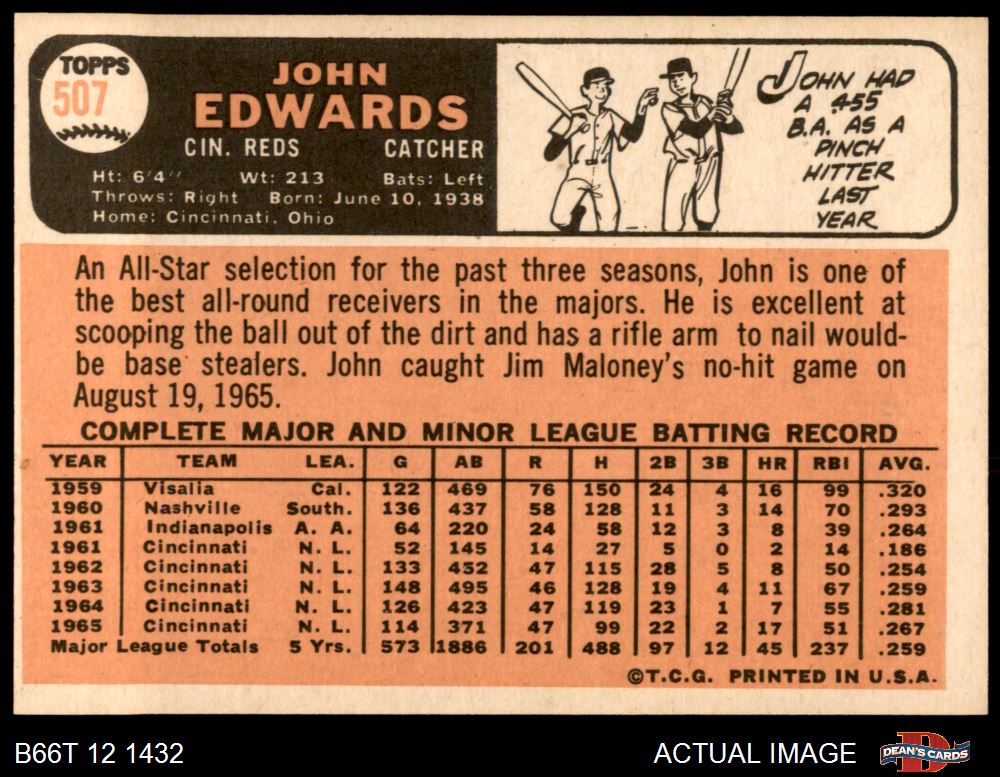 TOPPS
507
JOHN
EDWARDS
CIN. REDS CATCHER
Ht: 6'4" Wt: 213 Bats: Left
Throws: Right Born: June 10, 1938
Home: Cincinnati, Ohio
JOHN HAD
A .455
B.A. AS A
PINCH
HITTER
LAST
YEAR
An All-Star selection for the past three seasons, John is one of
the best all-round receivers in the majors. He is excellent at
scooping the ball out of the dirt and has a rifle arm to nail would-
be base stealers. John caught Jim Maloney's no-hit game on
August 19, 1965.
COMPLETE MAJOR AND MINOR LEAGUE BATTING RECORD
YEAR TEAM LEA. G AB R H 2B 3B HR RBI AVG.
1959 Visalia Cal. 122 469 76 150 24 4 16 99 .320
1960 Nashville South. 136 437 58 128 11 3 14 70 .293
1961 Indianapolis A. A. 64 220 24 58 12 3 8 39 .264
1961 Cincinnati N. L. 52 145 14 27 5 0 2 14 .186
1962 Cincinnati N. L. 133 452 47 115 28 5 8 50 .254
1963 Cincinnati N. L. 148 495 46 128 19 4 11 67 .259
1964 Cincinnati N. L. 126 423 47 119 23 1 7 55 .281
1965 Cincinnati N. L. 114 371 47 99 22 2 17 51 .267
Major League Totals 5 Yrs. 573 1886 201 488 97 12 45 237 .259
©T.C.G. PRINTED IN U.S.A.
B66T 12 1432 ACTUAL IMAGE DEAN'S CARDS